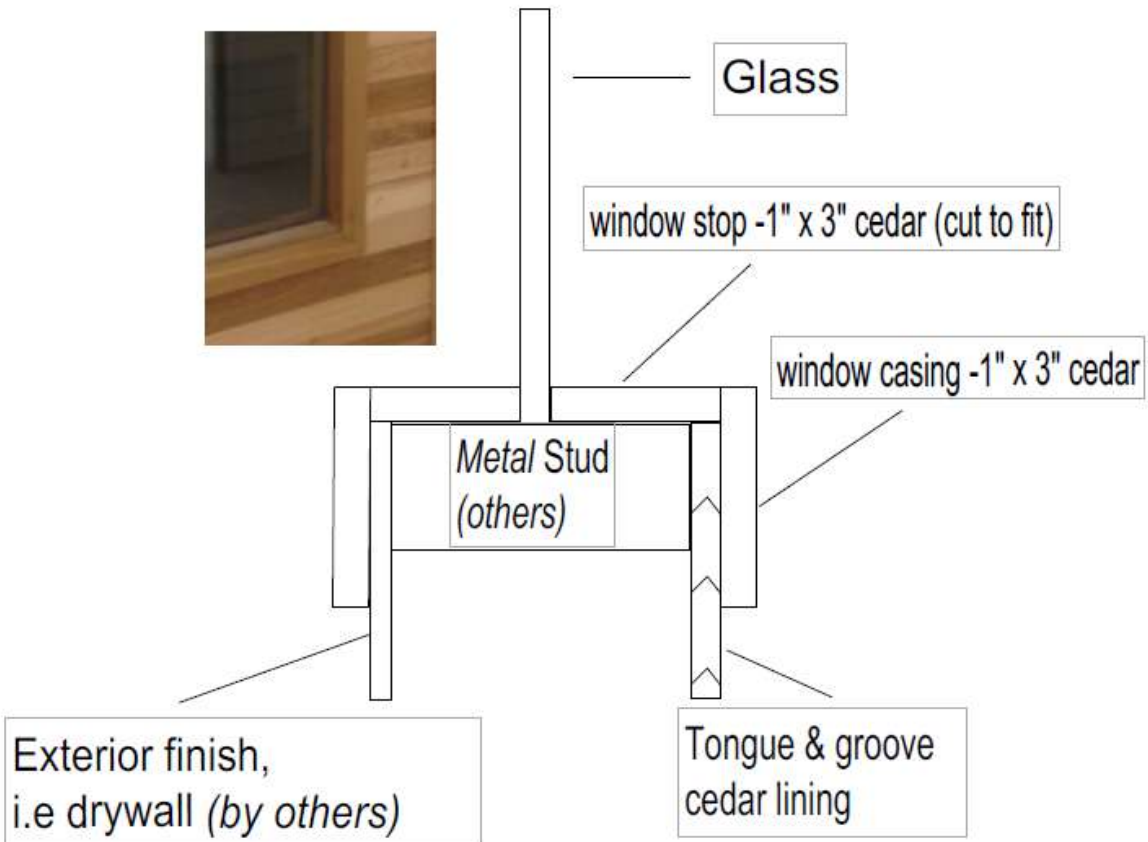 Glass
window stop -1" x 3" cedar (cut to fit)
window casing -1" x 3" cedar
Metal Stud
(others)
Exterior finish,
i.e drywall (by others)
Tongue & groove
cedar lining